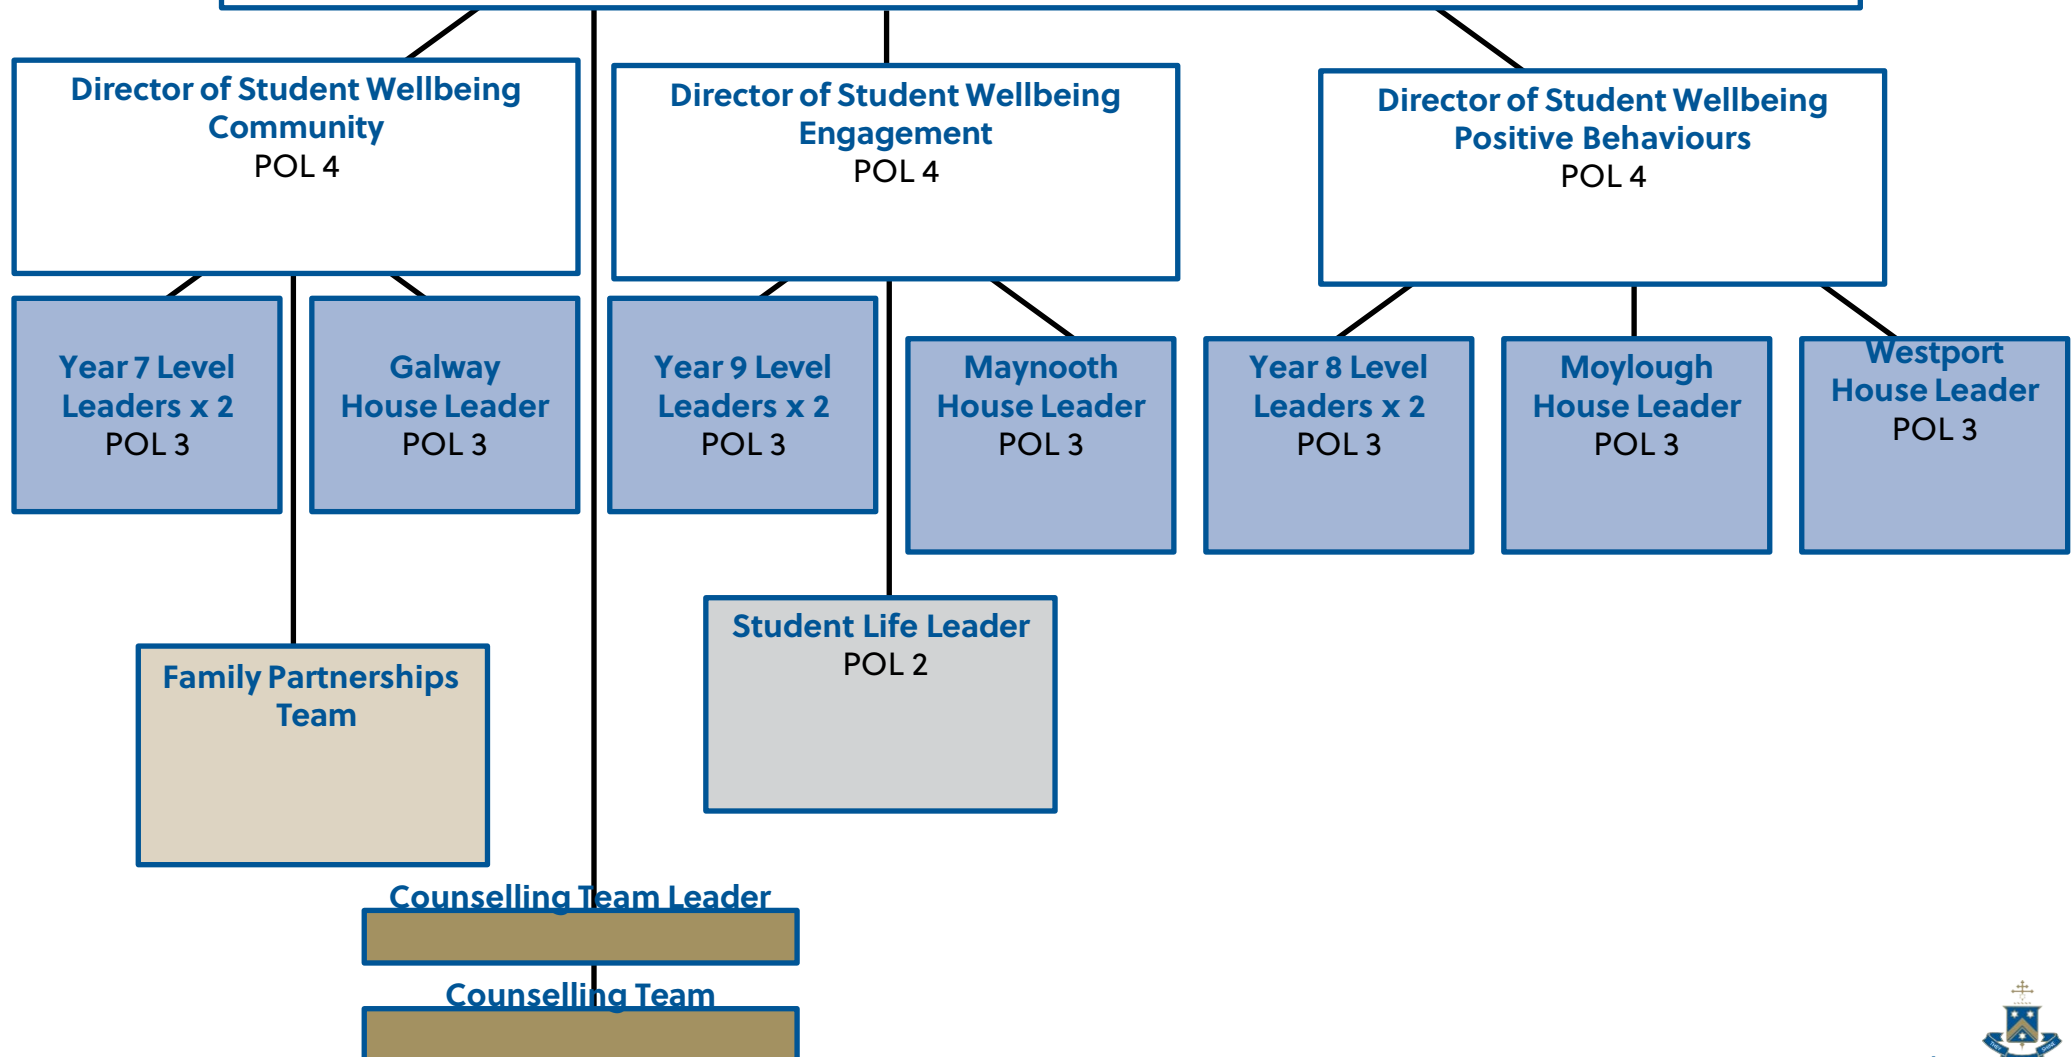 Director of Student Wellbeing
Community
POL 4
Director of Student Wellbeing
Engagement
POL 4
Director of Student Wellbeing
Positive Behaviours
POL 4
Year 7 Level
Leaders x 2
POL 3
Galway
House Leader
POL 3
Year 9 Level
Leaders x 2
POL 3
Maynooth
House Leader
POL 3
Year 8 Level
Leaders x 2
POL 3
Moylough
House Leader
POL 3
Westport
House Leader
POL 3
Family Partnerships
Team
Student Life Leader
POL 2
Counselling Team Leader
Counselling Team